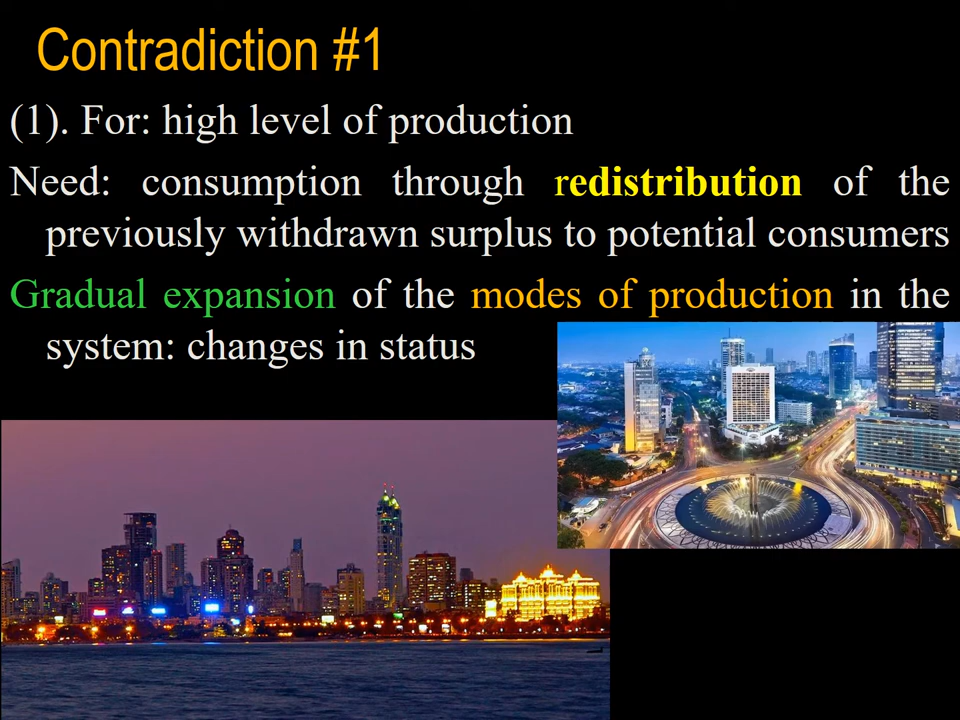 Contradiction #1
(1). For: high level of production
Need: consumption through redistribution of the
previously withdrawn surplus to potential consumers
Gradual expansion of the modes of production in the
system: changes in status